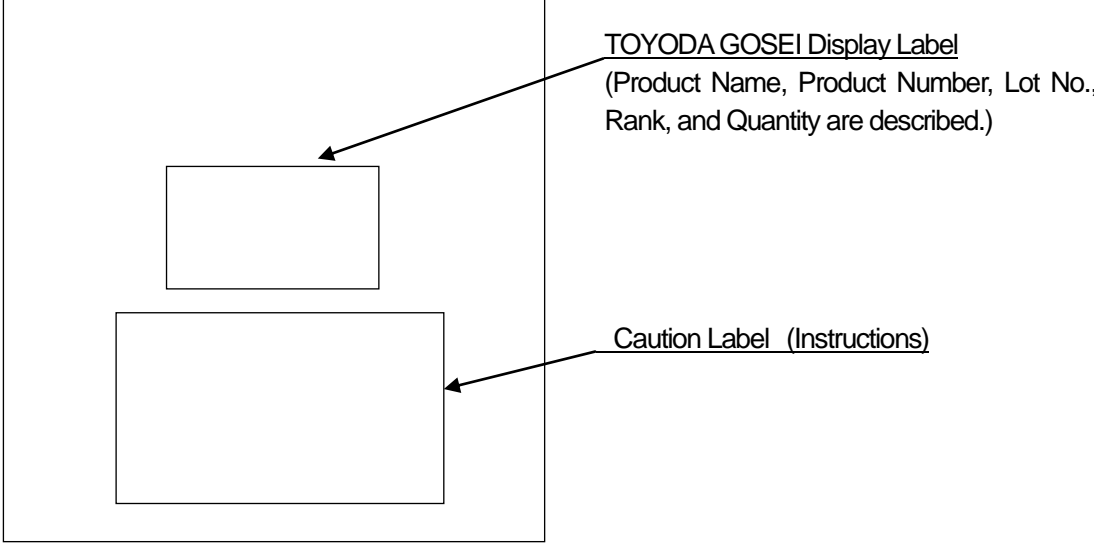 TOYODA GOSEI Display Label
(Product Name, Product Number, Lot No.,
Rank, and Quantity are described.)
Caution Label (Instructions)